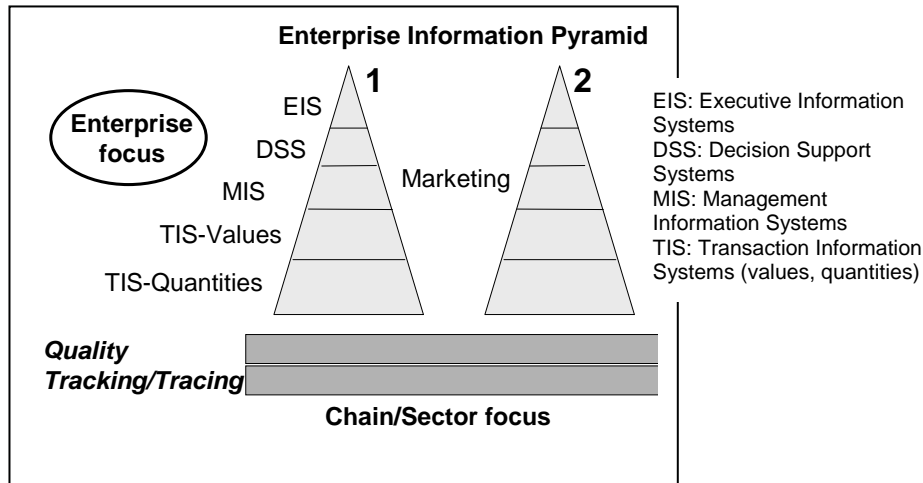 Enterprise Information Pyramid
1
2
EIS
Enterprise
focus
DSS
MIS
Marketing
TIS-Values
TIS-Quantities
EIS: Executive Information
Systems
DSS: Decision Support
Systems
MIS: Management
Information Systems
TIS: Transaction Information
Systems (values, quantities)
Quality
Tracking/Tracing
Chain/Sector focus